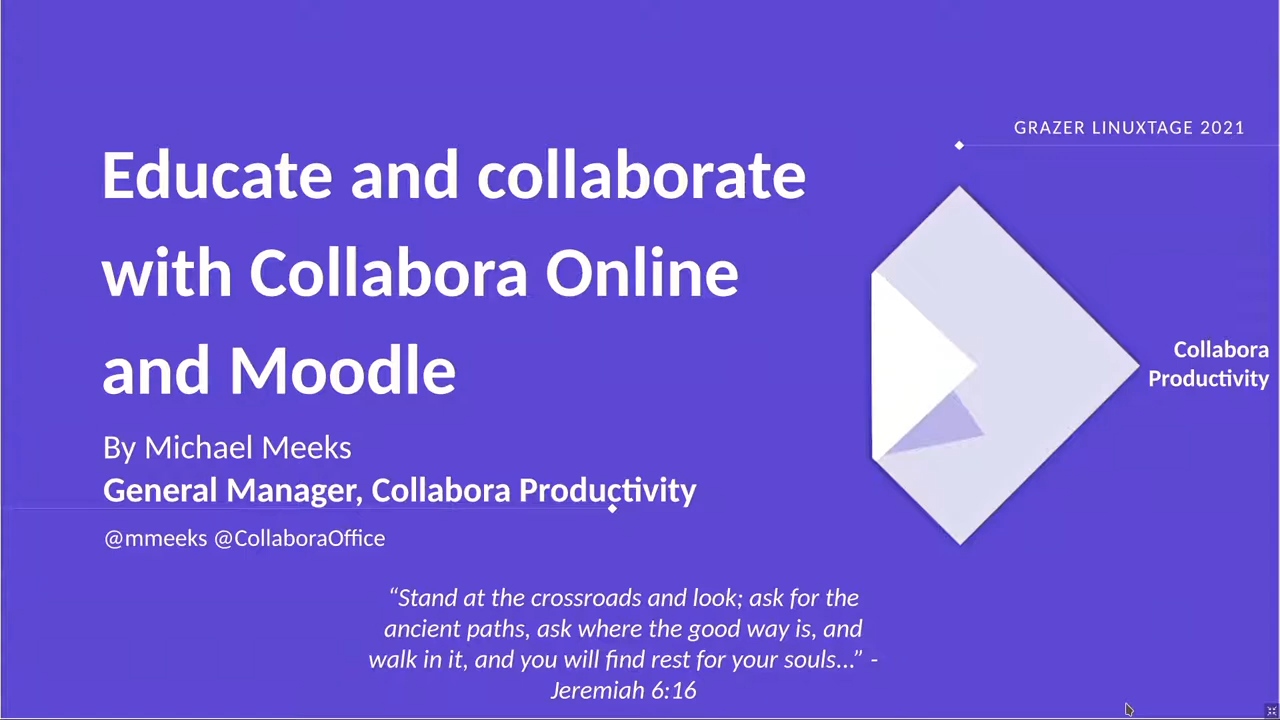 GRAZER LINUXTAGE 2021
Educate and collaborate
with Collabora Online
and Moodle
Collabora
Productivity
By Michael Meeks
General Manager, Collabora Productivity
@mmeeks @CollaboraOffice
“Stand at the crossroads and look; ask for the
ancient paths, ask where the good way is, and
walk in it, and you will find rest for your souls...” -
Jeremiah 6:16